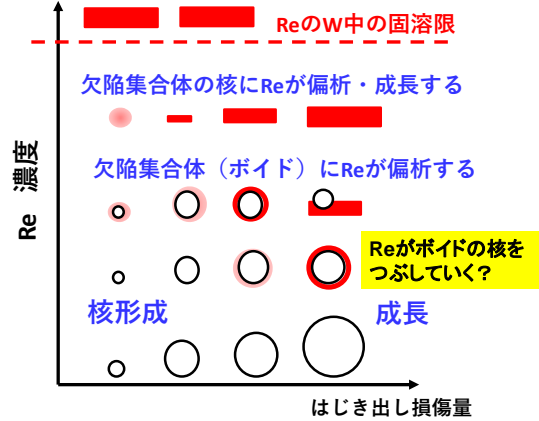 ReのW中の固溶限
欠陥集合体の核にReが偏析・成長する
Re 濃度
欠陥集合体（ボイド）にReが偏析する
Reがボイドの核を
つぶしていく?
核形成
成長
はじき出し損傷量